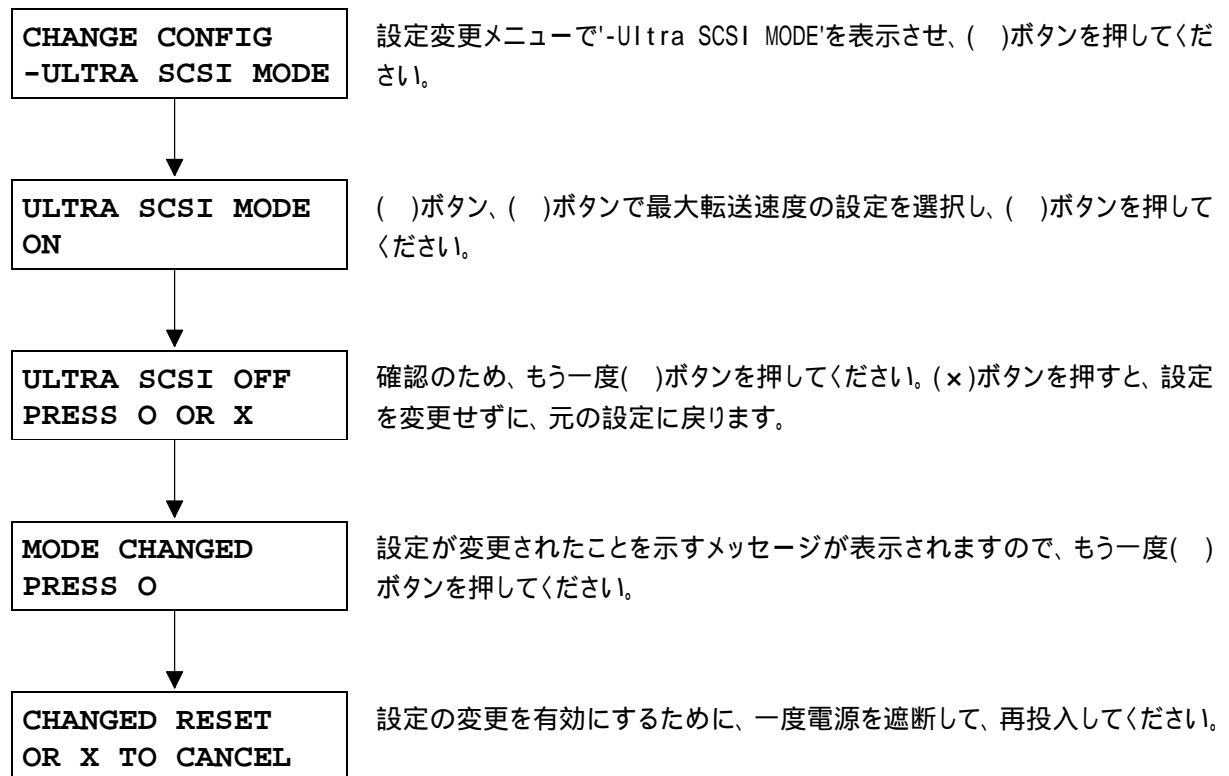 CHANGE CONFIG
-ULTRA SCSI MODE
設定変更メニューで'-Ultra SCSI MODE'を表示させ、(　)ボタンを押してくだ
さい。
ULTRA SCSI MODE
ON
(　)ボタン、(　)ボタンで最大転送速度の設定を選択し、(　)ボタンを押して
ください。
ULTRA SCSI OFF
PRESS O OR X
確認のため、もう一度(　)ボタンを押してください。(×)ボタンを押すと、設定
を変更せずに、元の設定に戻ります。
MODE CHANGED
PRESS O
設定が変更されたことを示すメッセージが表示されますので、もう一度(　)
ボタンを押してください。
CHANGED RESET
OR X TO CANCEL
設定の変更を有効にするために、一度電源を遮断して、再投入してください。